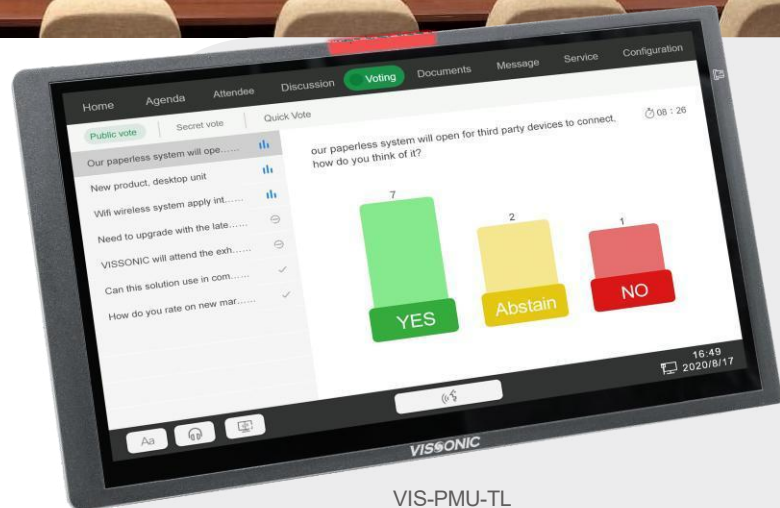 Home Agenda Attendee Discussion Voting Documents Message Service Configuration
Public vote Secret vote Quick Vote
Our paperless system will ope......
New product, desktop unit
Wifi wireless system apply int......
Need to upgrade with the late......
VISSONIC will attend the exh......
Can this solution use in com......
How do you rate on new mar......
our paperless system will open for third party devices to connect,
how do you think of it?
08 : 26
7
2
1
YES
Abstain
NO
Aa
16:49
2020/8/17
VISSONIC
VIS-PMU-TL